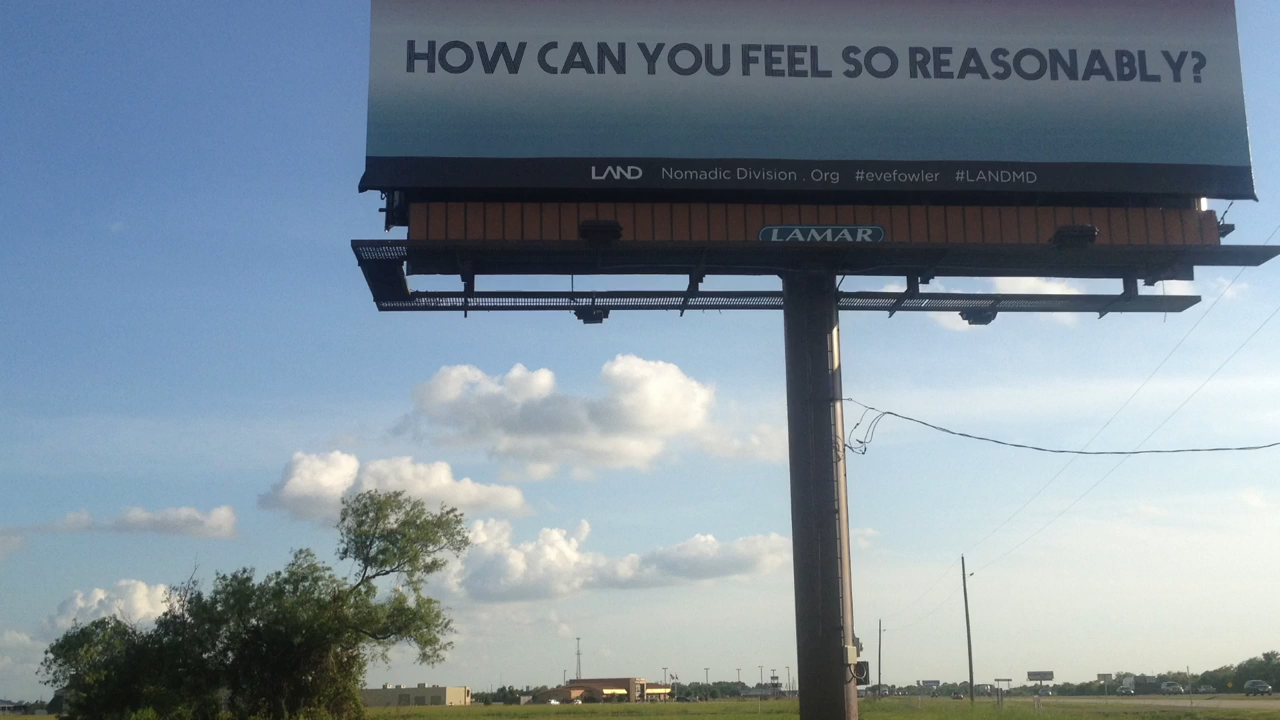 HOW CAN YOU FEEL SO REASONABLY?
LAND Nomadic Division . Org #evefowler #LANDMD
LAMAR